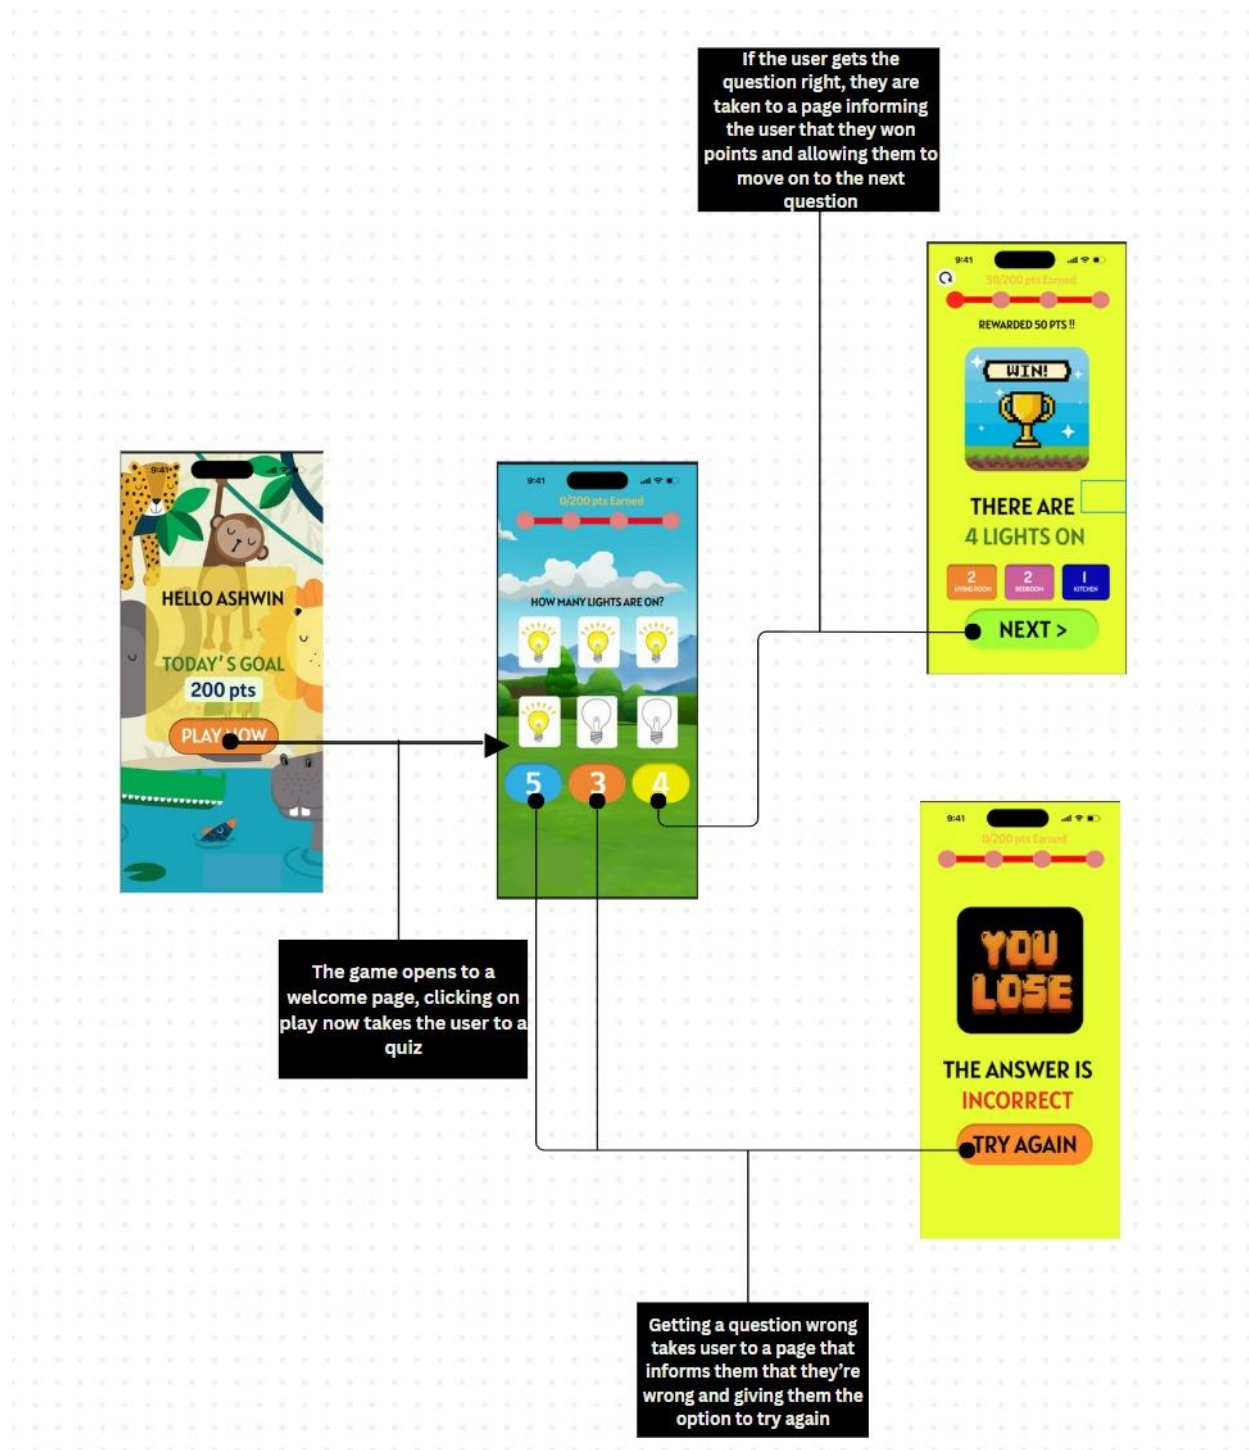 If the user gets the
question right, they are
taken to a page informing
the user that they won
points and allowing them to
move on to the next
question
9:41
50/200 pts Earned
REWARDED 50 PTS !!
WIN!
THERE ARE
4 LIGHTS ON
2
LIVING ROOM
2
BEDROOM
1
KITCHEN
NEXT >
9:41
HELLO ASHWIN
TODAY'S GOAL
200 pts
PLAY NOW
9:41
0/200 pts Earned
HOW MANY LIGHTS ARE ON?
5 3 4
The game opens to a
welcome page, clicking on
play now takes the user to a
quiz
9:41
0/200 pts Earned
YOU
LOSE
THE ANSWER IS
INCORRECT
TRY AGAIN
Getting a question wrong
takes user to a page that
informs them that they're
wrong and giving them the
option to try again